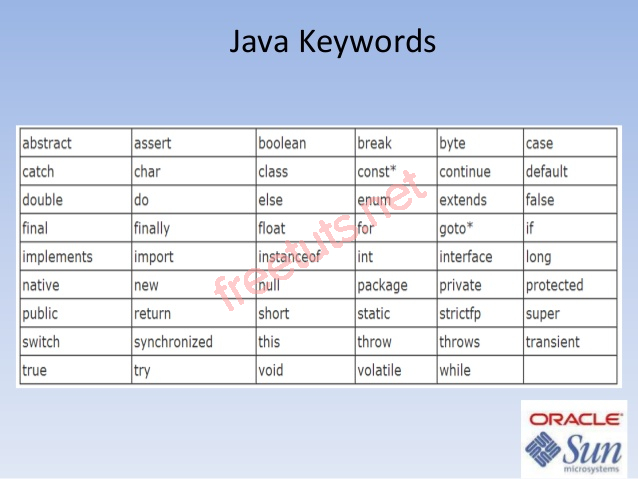 Java Keywords
abstract assert boolean break byte case
catch char class const* continue default
double do else enum extends false
final finally float for goto* if
implements import instanceof int interface long
native new null package private protected
public return short static strictfp super
switch synchronized this throw throws transient
true try void volatile while
freetuts.net
ORACLE
Sun
microsystems